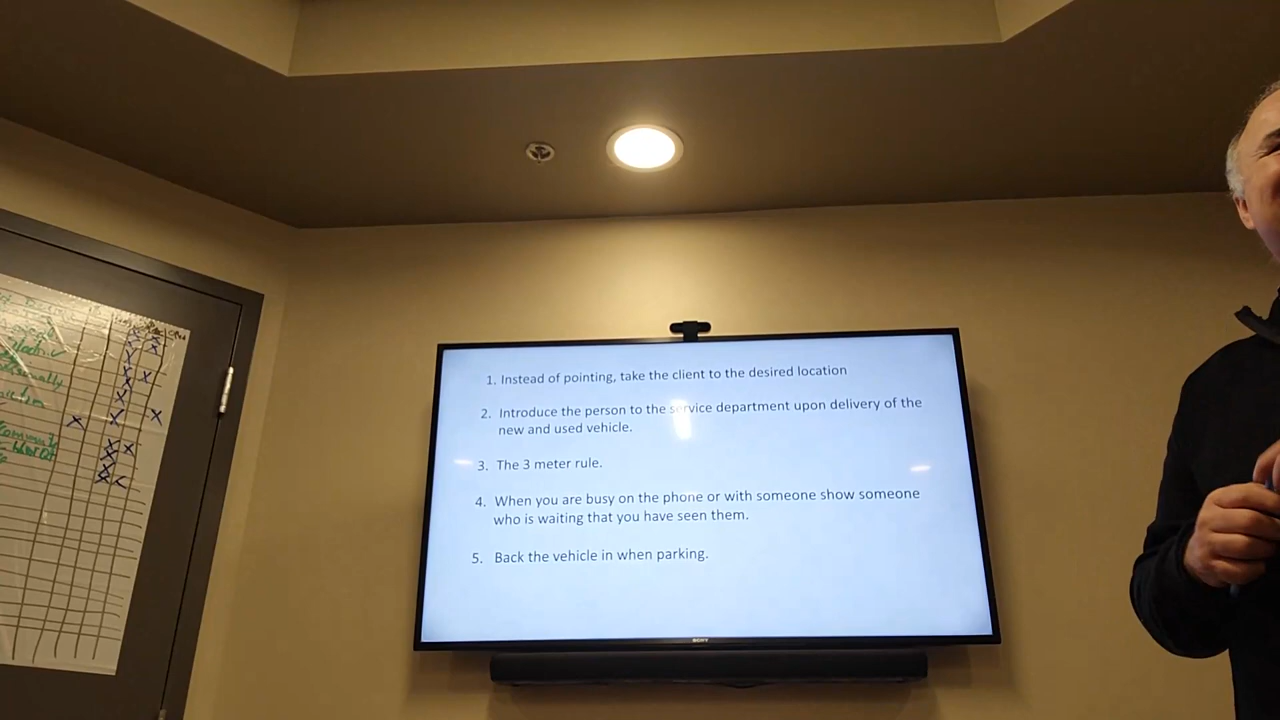 1. Instead of pointing, take the client to the desired location
2. Introduce the person to the service department upon delivery of the
new and used vehicle.
3. The 3 meter rule.
4. When you are busy on the phone or with someone show someone
who is waiting that you have seen them.
5. Back the vehicle in when parking.
SONY